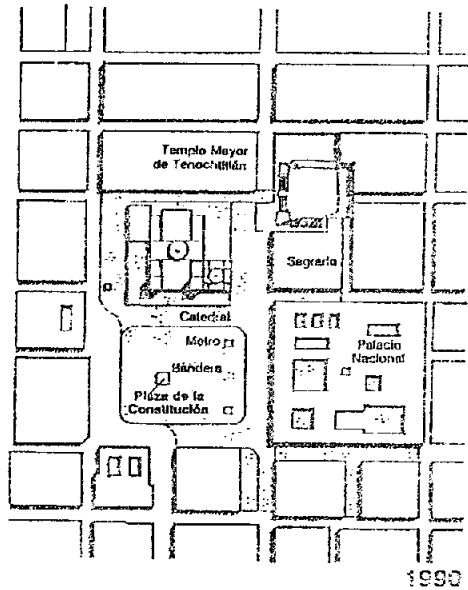 Templo Mayor
de Tenochtitlán
Sagrario
Catedral
Metro
Palacio
Nacional
Bandera
Plaza de la
Constitución
1990